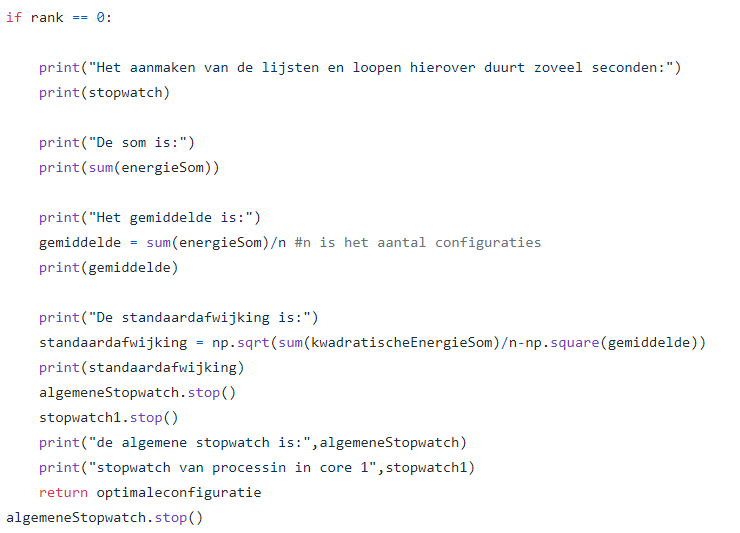 if rank == 0:
print("Het aanmaken van de lijsten en loopen hierover duurt zoveel seconden:")
print(stopwatch)
print("De som is:")
print(sum(energieSom))
print("Het gemiddelde is:")
gemiddelde = sum(energieSom)/n #n is het aantal configuraties
print(gemiddelde)
print("De standaardafwijking is:")
standaardafwijking = np.sqrt(sum(kwadratischeEnergieSom)/n-np.square(gemiddelde))
print(standaardafwijking)
algemeneStopwatch.stop()
stopwatch1.stop()
print("de algemene stopwatch is:",algemeneStopwatch)
print("stopwatch van processin in core 1",stopwatch1)
return optimaleconfiguratie
algemeneStopwatch.stop()